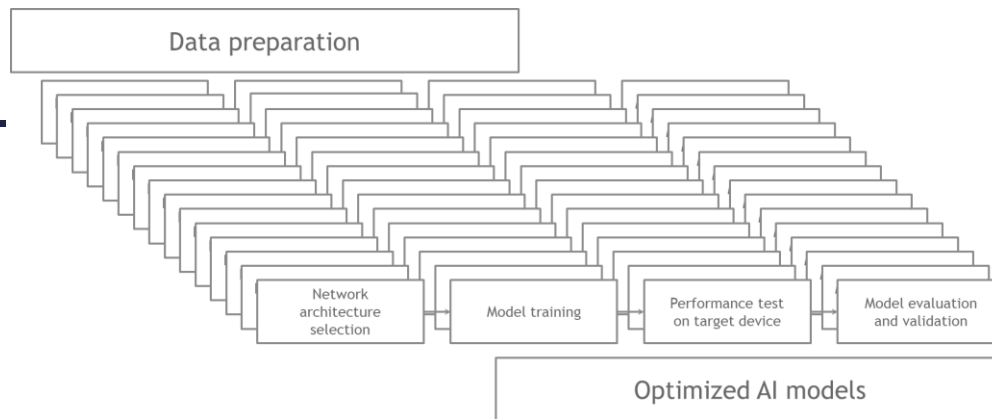 Data preparation
Network
architecture
selection
Model training
Performance test
on target device
Model evaluation
and validation
Optimized AI models